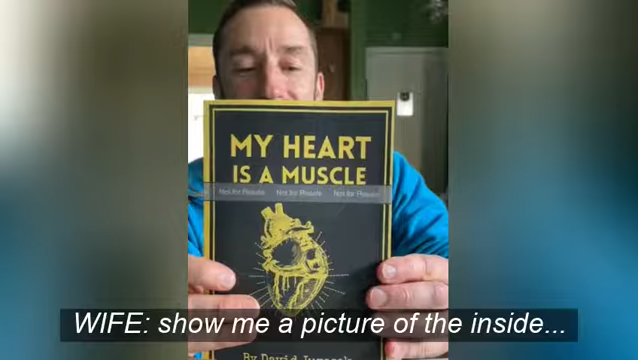 MY HEART
IS A MUSCLE
Not for Resale Not for Resale Not for Resale
By David
WIFE: show me a picture of the inside...